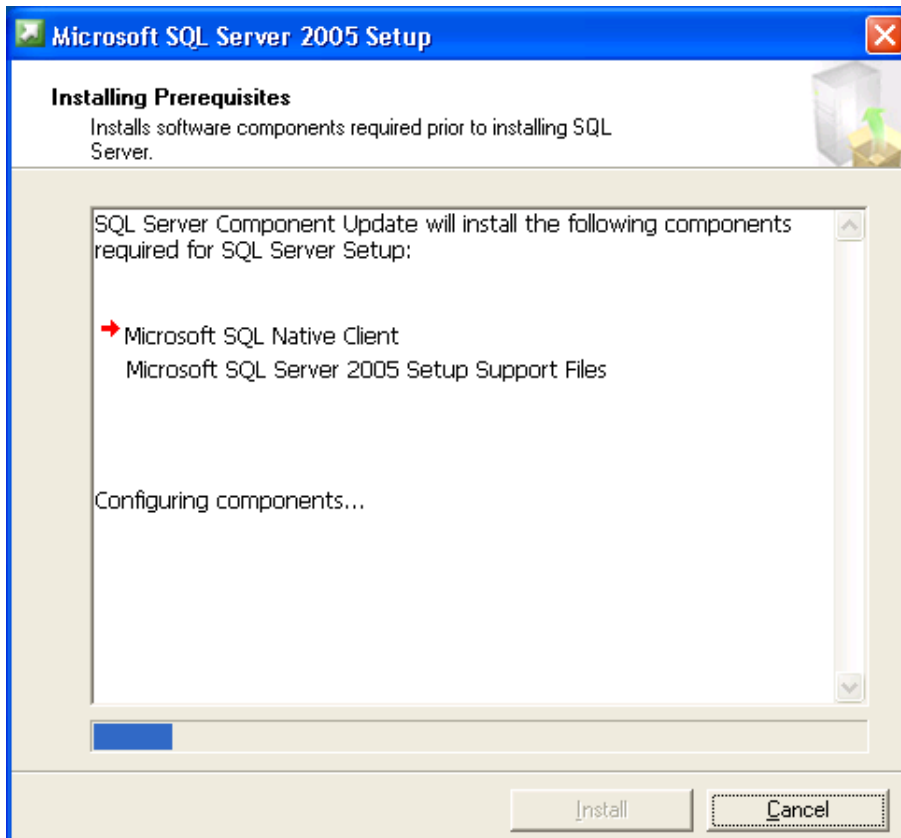 Microsoft SQL Server 2005 Setup
Installing Prerequisites
Installs software components required prior to installing SQL
Server.
SQL Server Component Update will install the following components
required for SQL Server Setup:
Microsoft SQL Native Client
Microsoft SQL Server 2005 Setup Support Files
Configuring components...
Install
Cancel